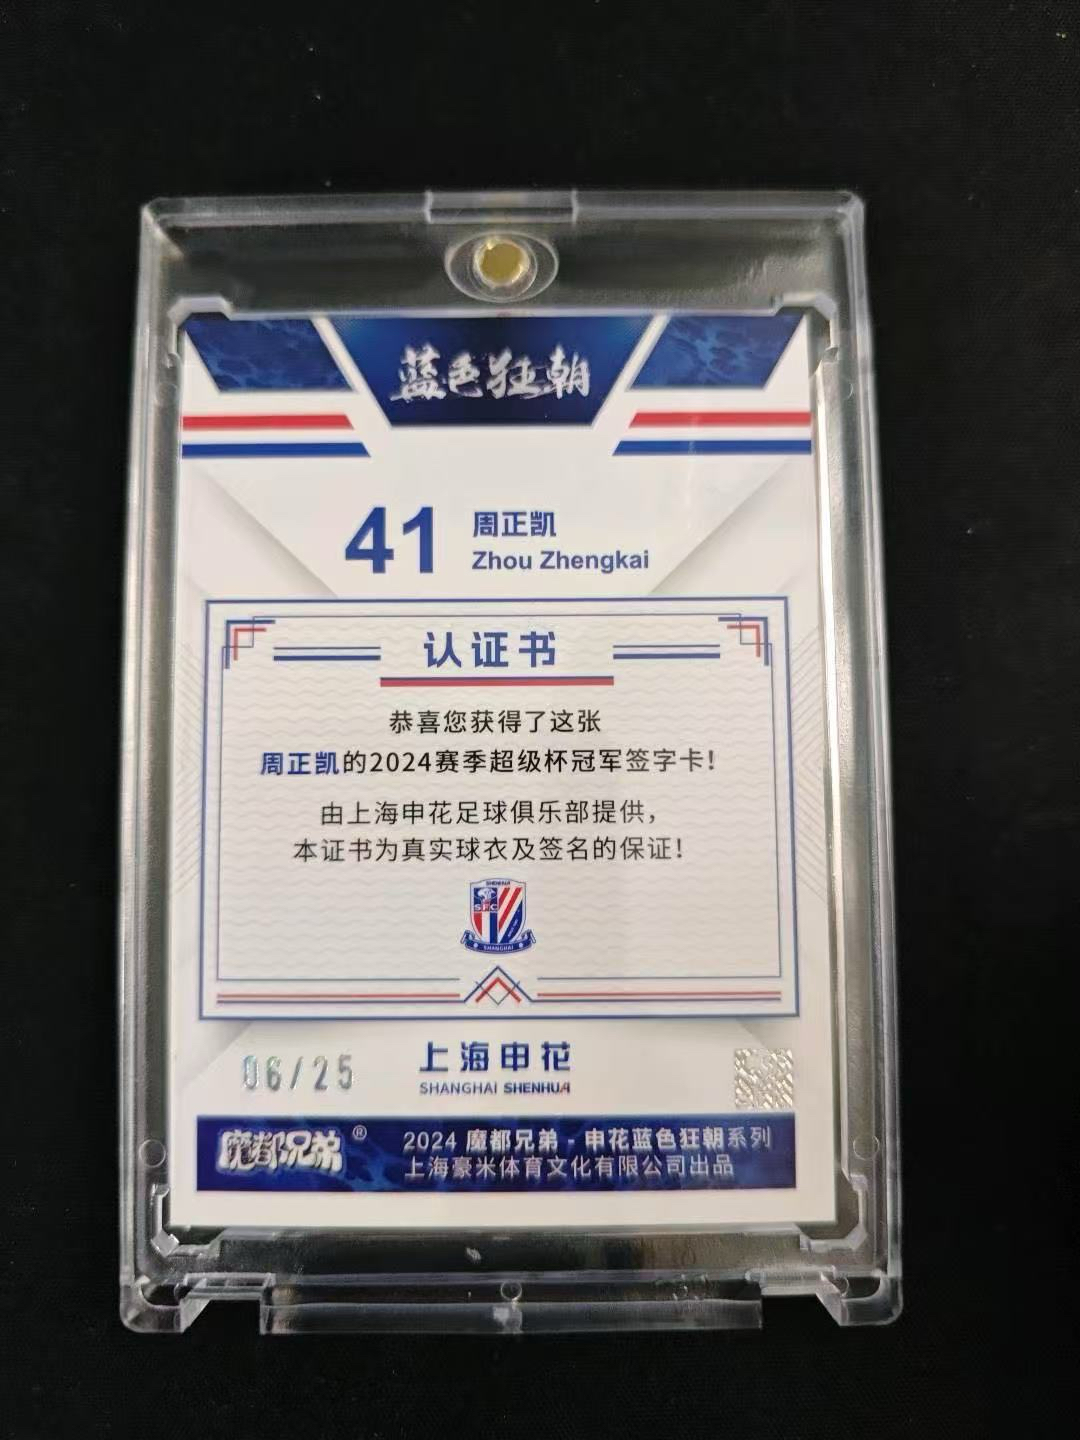 蓝色狂朝
41 周正凯
Zhou Zhengkai
认证书
恭喜您获得了这张
周正凯的2024赛季超级杯冠军签字卡!
由上海申花足球俱乐部提供，
本证书为真实球衣及签名的保证!
SHENHUA
SFC
SHANGHAI
06/25
上海申花
SHANGHAI SHENHUA
魔都兄弟®
2024 魔都兄弟 - 申花蓝色狂朝系列
上海豪米体育文化有限公司出品